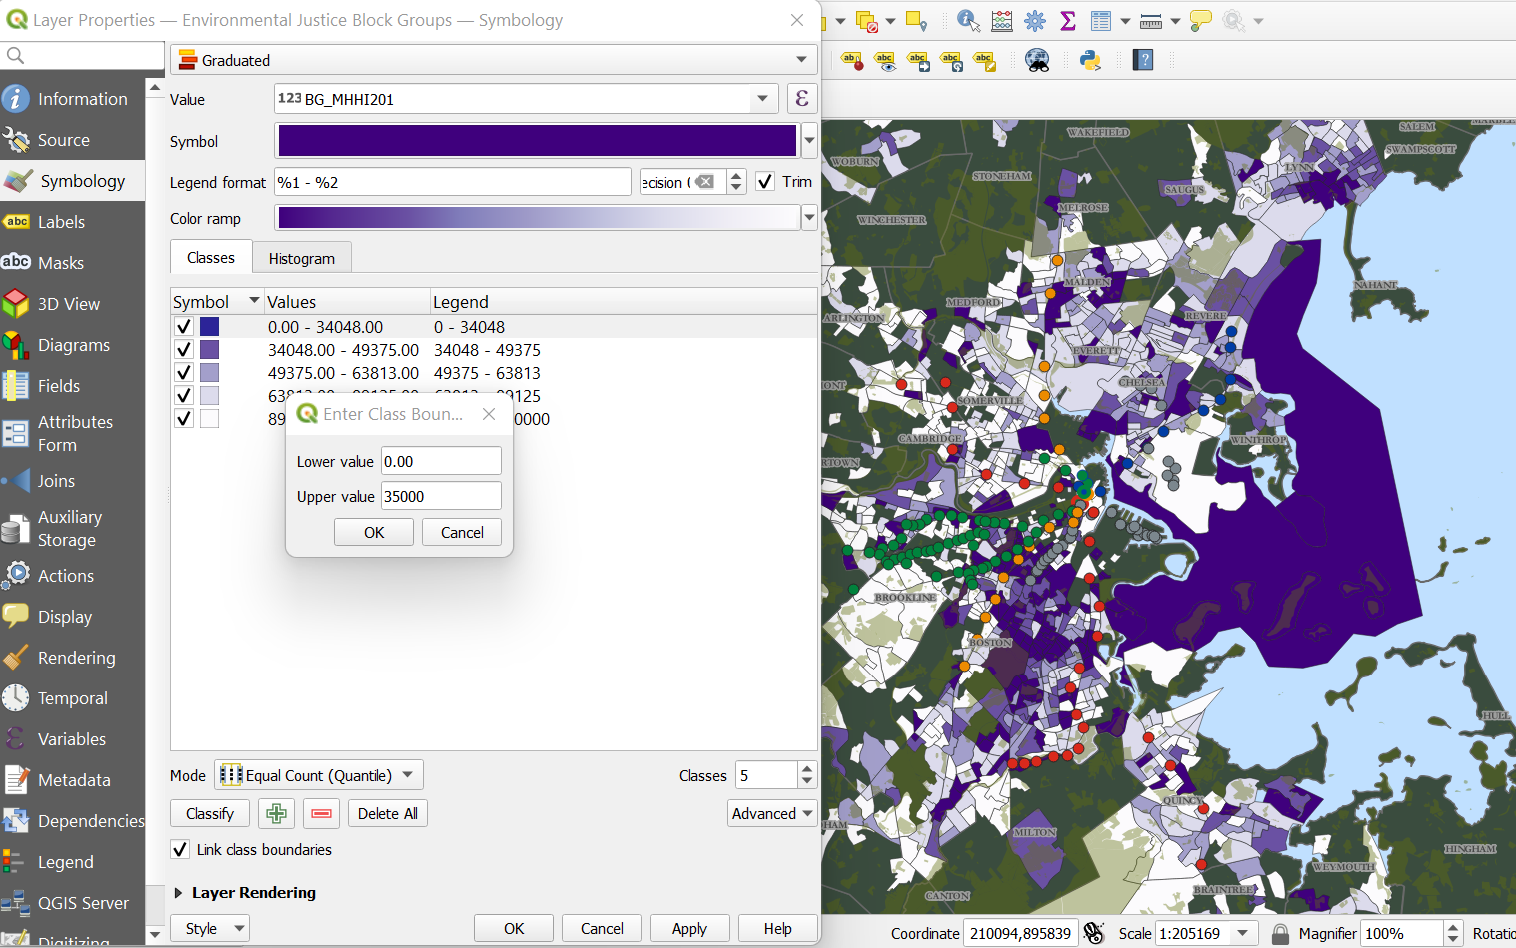 Layer Properties — Environmental Justice Block Groups — Symbology
Information
Source
Symbology
Labels
Masks
3D View
Diagrams
Fields
Attributes
Form
Joins
Auxiliary
Storage
Actions
Display
Rendering
Temporal
Variables
Metadata
Dependencies
Legend
QGIS Server
Digitizing
Graduated
Value
123 BG_MHHI201
ε
Symbol
Legend format
%1 - %2
ecision
Trim
Color ramp
Classes
Histogram
Symbol Values Legend
0.00 - 34048.00 0 - 34048
34048.00 - 49375.00 34048 - 49375
49375.00 - 63813.00 49375 - 63813
89
0000
Enter Class Boun...
Lower value 0.00
Upper value 35000
OK Cancel
Mode Equal Count (Quantile)
Classes 5
Classify
Delete All
Advanced
Link class boundaries
Layer Rendering
Style
OK
Cancel
Apply
Help
WAKEFIELD
SALEM
SWAMPSCOTT
WOBURN
LYNN
STONEHAM
SAUGUS
MELROSE
WINCHESTER
NAHANT
MALDEN
MEDFORD
REVERE
ARLINGTON
EVERETT
CHELSEA
MONT
SOMERVILLE
CAMBRIDGE
WINTHROP
RTOWN
BROOKLINE
BOSTON
HULL
QUINCY
HAM
MILTON
HINGHAM
WEYMOUTH
BRAINTREE
CANTON
Coordinate 210094,895839
Scale 1:205169
Magnifier 100%
Rotatio